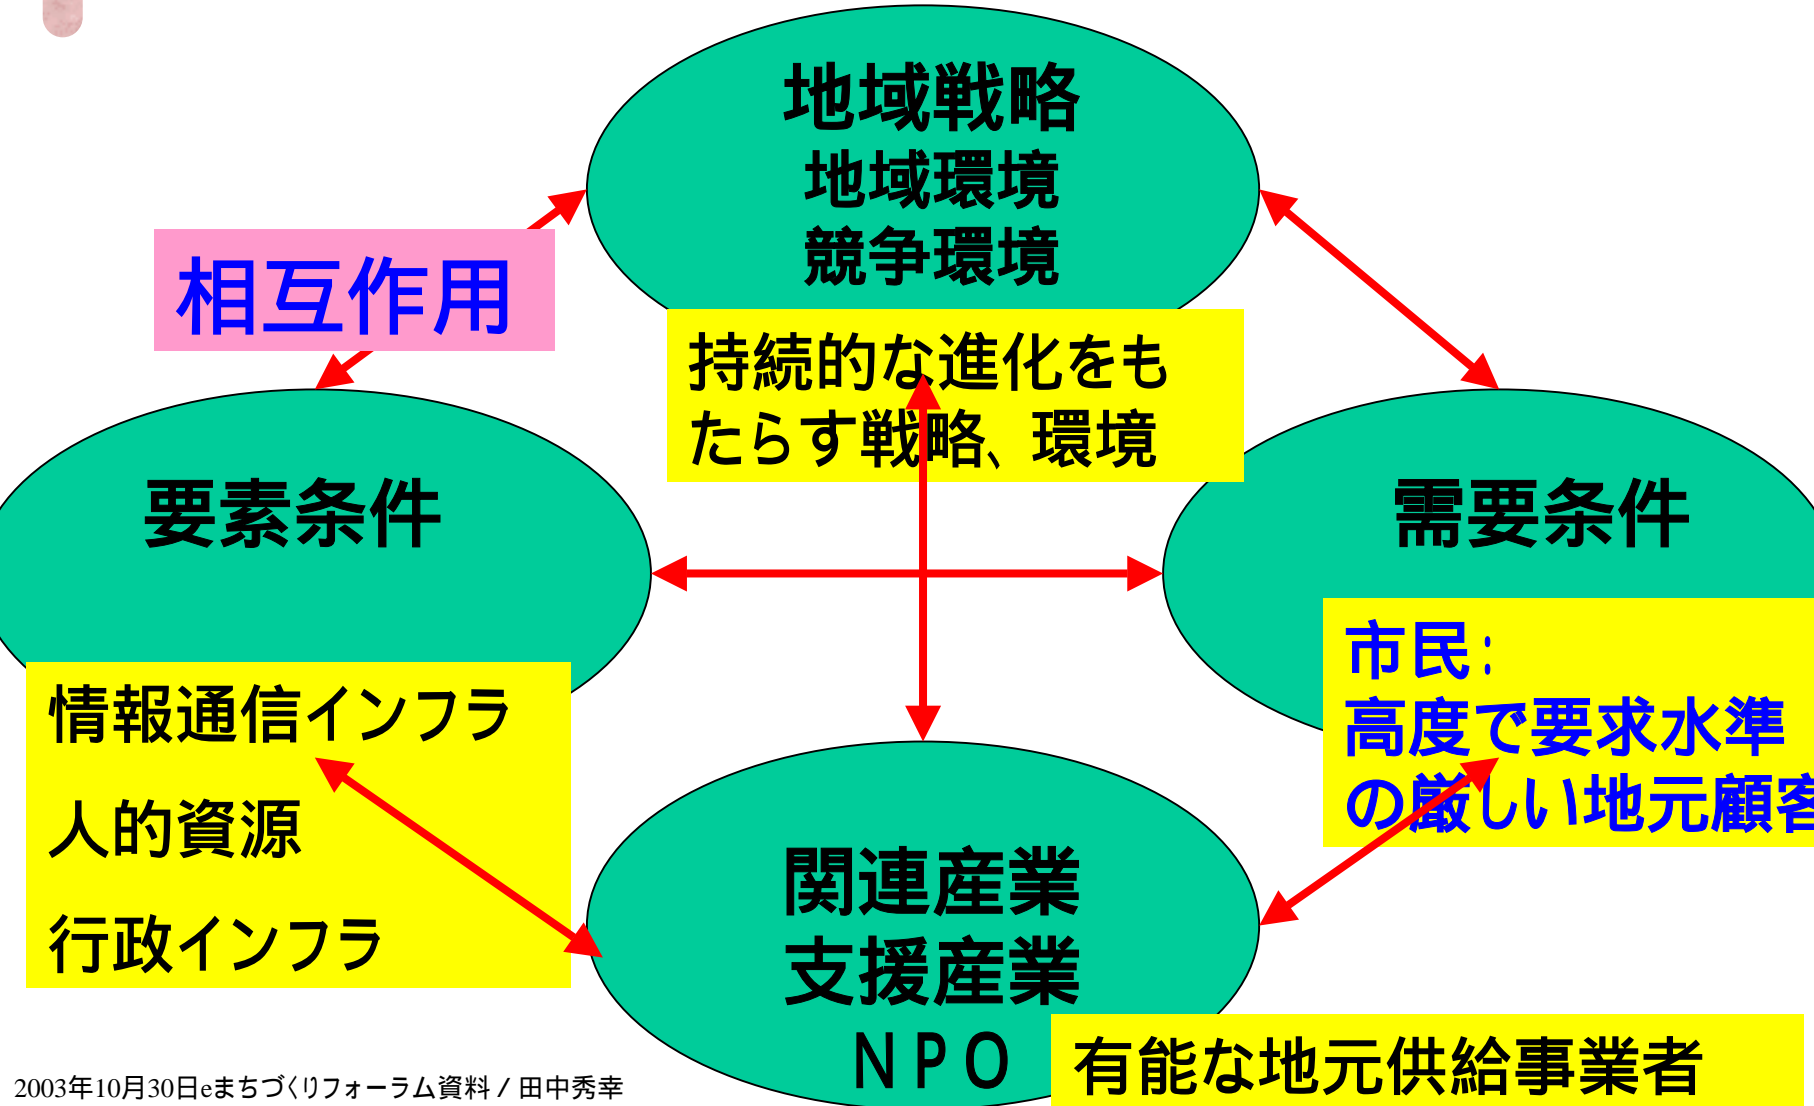 地域戦略
地域環境
競争環境
相互作用
持続的な進化をも
たらす戦略、環境
要素条件
需要条件
市民：
高度で要求水準
の厳しい地元顧客
情報通信インフラ
人的資源
行政インフラ
関連産業
支援産業
ＮＰＯ
有能な地元供給事業者
2003年10月30日eまちづくりフォーラム資料／田中秀幸